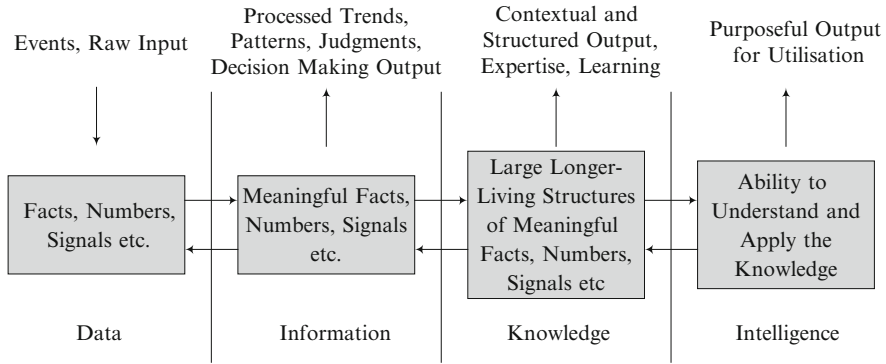 Events, Raw Input
Processed Trends,
Patterns, Judgments,
Decision Making Output
Contextual and
Structured Output,
Expertise, Learning
Purposeful Output
for Utilisation
Facts, Numbers,
Signals etc.
Meaningful Facts,
Numbers, Signals
etc.
Large Longer-
Living Structures
of Meaningful
Facts, Numbers,
Signals etc
Ability to
Understand and
Apply the
Knowledge
Data
Information
Knowledge
Intelligence